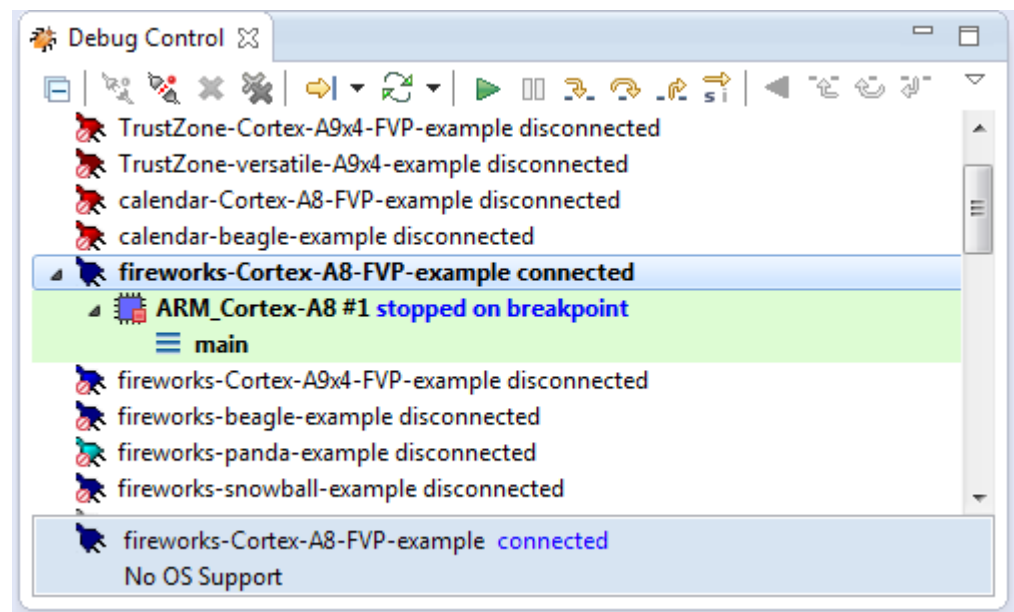 Debug Control
TrustZone-Cortex-A9x4-FVP-example disconnected
TrustZone-versatile-A9x4-example disconnected
calendar-Cortex-A8-FVP-example disconnected
calendar-beagle-example disconnected
fireworks-Cortex-A8-FVP-example connected
ARM_Cortex-A8 #1 stopped on breakpoint
main
fireworks-Cortex-A9x4-FVP-example disconnected
fireworks-beagle-example disconnected
fireworks-panda-example disconnected
fireworks-snowball-example disconnected
fireworks-Cortex-A8-FVP-example connected
No OS Support